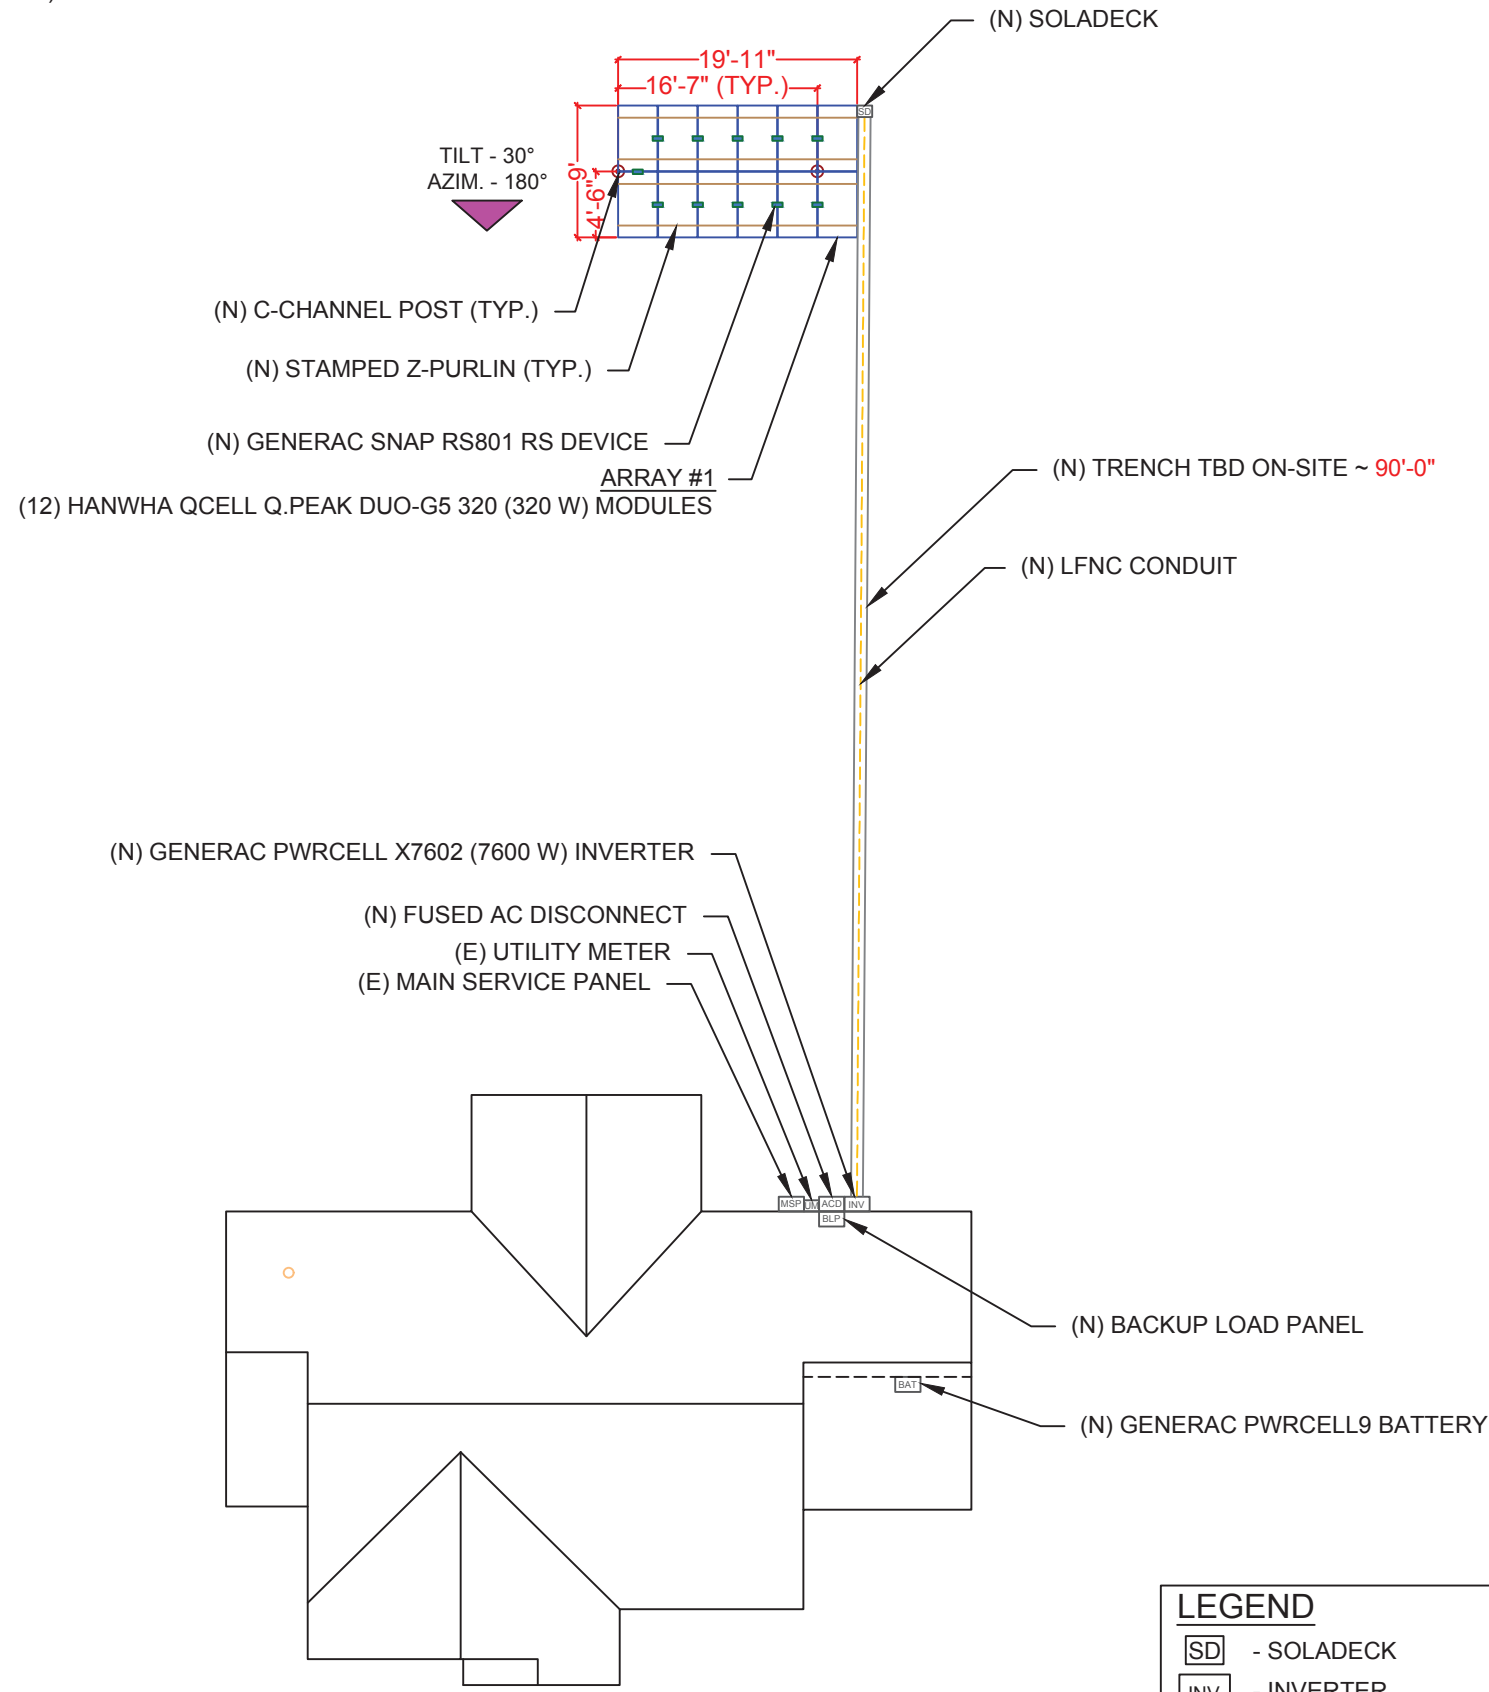 (N) SOLADECK
19'-11"
16'-7" (TYP.)
SD
TILT - 30°
AZIM. - 180°
9'
4'-6"
(N) C-CHANNEL POST (TYP.)
(N) STAMPED Z-PURLIN (TYP.)
(N) GENERAC SNAP RS801 RS DEVICE
ARRAY #1
(12) HANWHA QCELL Q.PEAK DUO-G5 320 (320 W) MODULES
(N) TRENCH TBD ON-SITE ~ 90'-0"
(N) LFNC CONDUIT
(N) GENERAC PWRCELL X7602 (7600 W) INVERTER
(N) FUSED AC DISCONNECT
(E) UTILITY METER
(E) MAIN SERVICE PANEL
MSP UM ACD INV
BLP
(N) BACKUP LOAD PANEL
BAT
(N) GENERAC PWRCELL9 BATTERY
LEGEND
SD - SOLADECK
INV - INVERTER